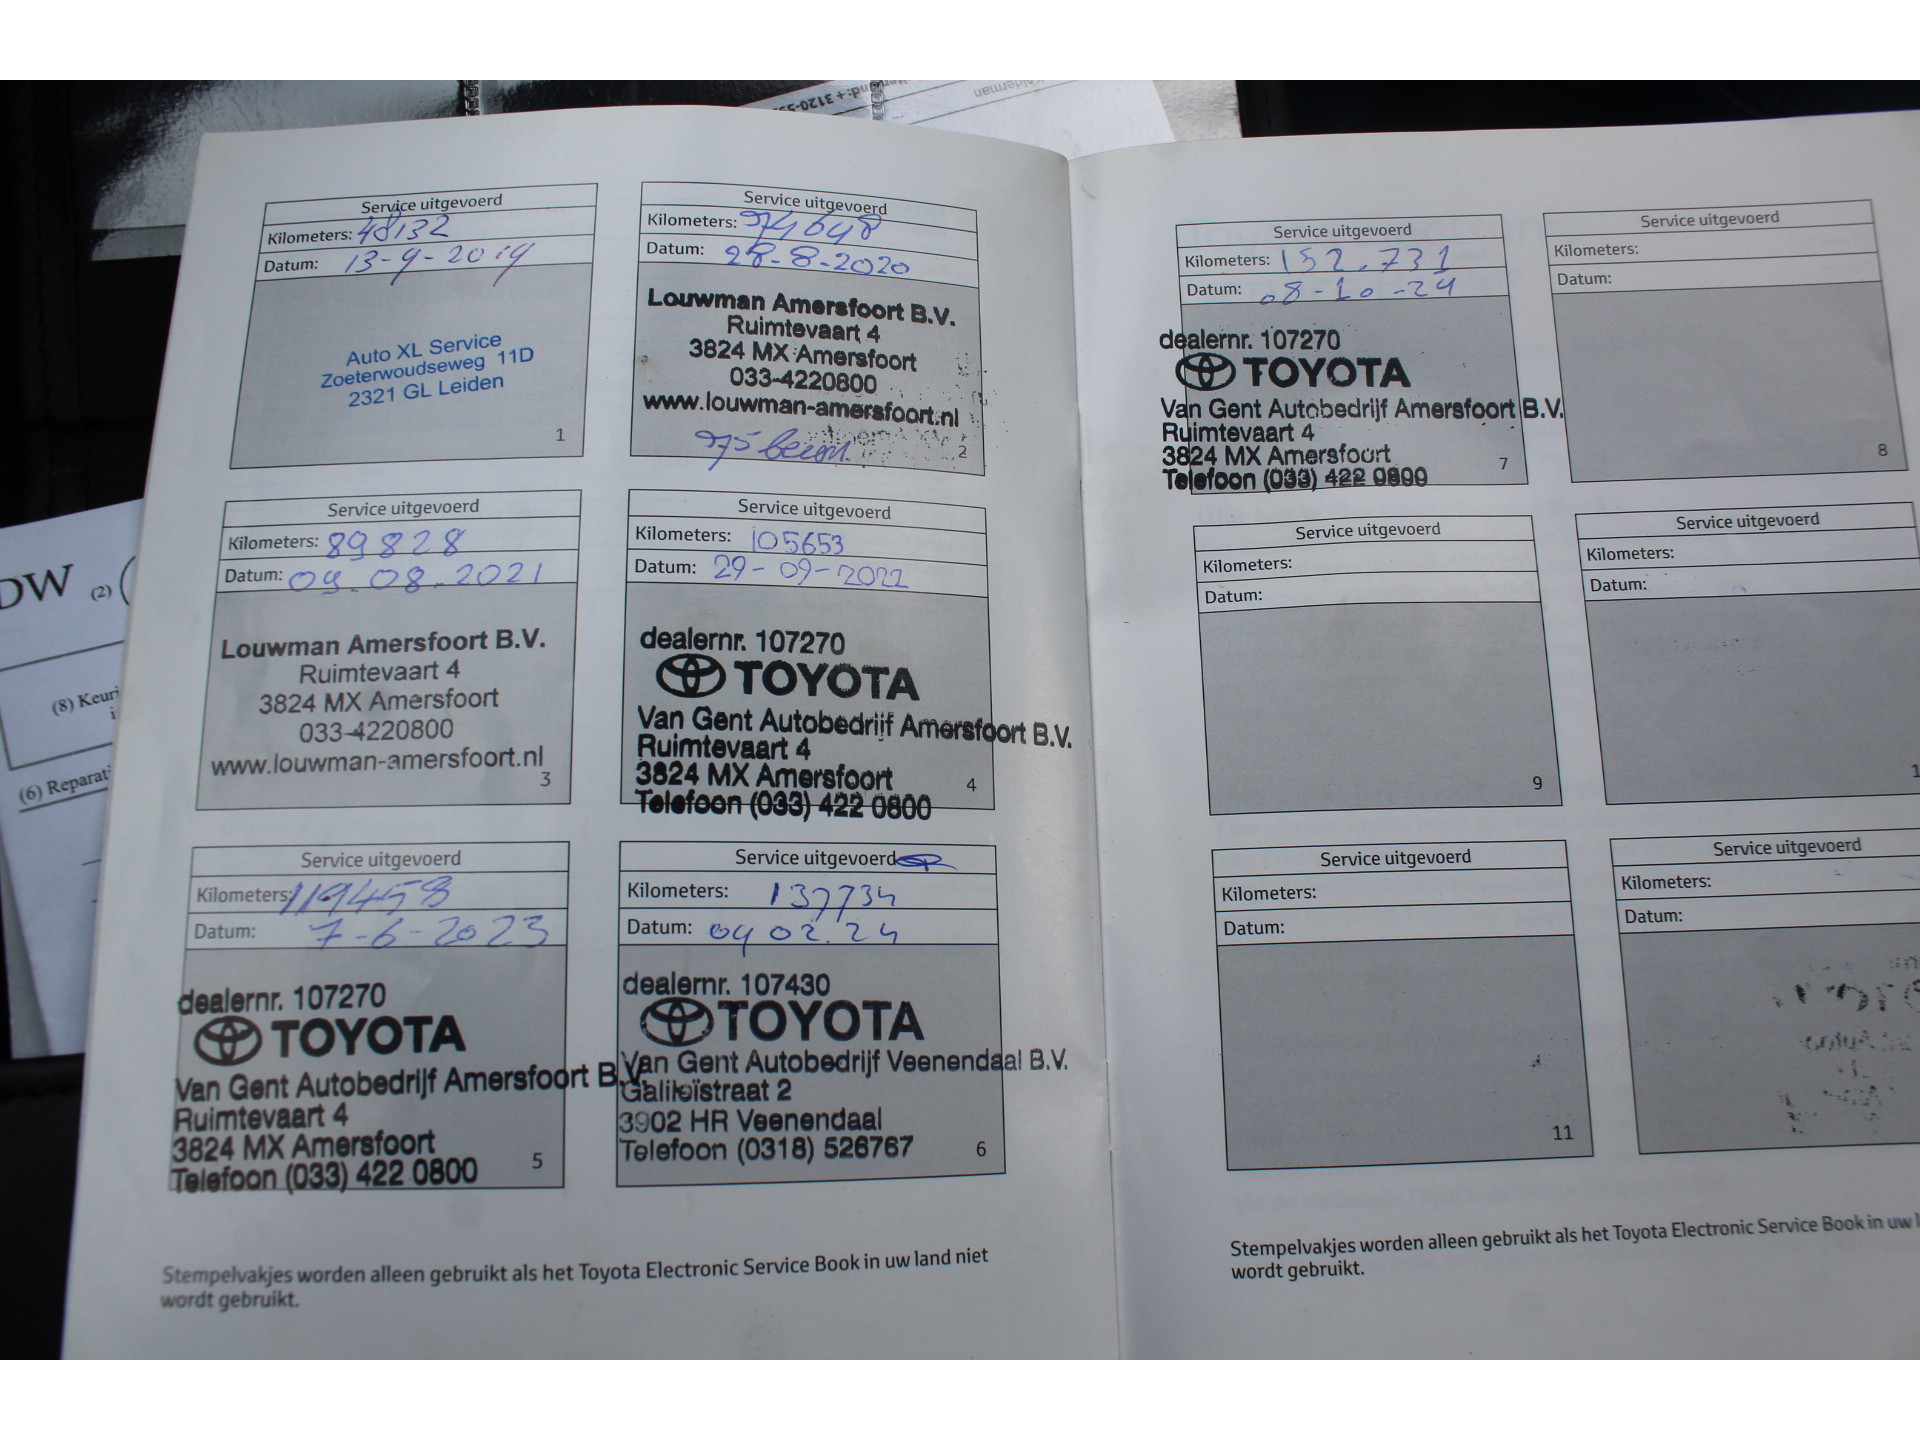 Kelderman
DW (2)
(8) Keuri
(6) Reparati
Service uitgevoerd
Kilometers: 48132
Datum: 13-9-2019
Auto XL Service
Zoeterwoudseweg 11D
2321 GL Leiden
1
Service uitgevoerd
Kilometers: 74648
Datum: 28-8-2020
Louwman Amersfoort B.V.
Ruimtevaart 4
3824 MX Amersfoort
033-4220800
www.louwman-amersfoort.nl
2
Service uitgevoerd
Kilometers: 89828
Datum: 09.08.2021
Louwman Amersfoort B.V.
Ruimtevaart 4
3824 MX Amersfoort
033-4220800
www.louwman-amersfoort.nl
3
Service uitgevoerd
Kilometers: 105653
Datum: 29-09-2022
dealernr. 107270
TOYOTA
Van Gent Autobedrijf Amersfoort B.V.
Ruimtevaart 4
3824 MX Amersfoort
Telefoon (033) 422 0800
4
Service uitgevoerd
Kilometers: 119458
Datum: 7-6-2023
dealernr. 107270
TOYOTA
Van Gent Autobedrijf Amersfoort B.V.
Ruimtevaart 4
3824 MX Amersfoort
Telefoon (033) 422 0800
5
Service uitgevoerd
Kilometers: 137734
Datum: 09 02. 24
dealernr. 107430
TOYOTA
Van Gent Autobedrijf Veenendaal B.V.
Galileïstraat 2
3902 HR Veenendaal
Telefoon (0318) 526767
6
Stempelvakjes worden alleen gebruikt als het Toyota Electronic Service Book in uw land niet
wordt gebruikt.
Service uitgevoerd
Kilometers: 152.731
Datum: 08-10-24
dealernr. 107270
TOYOTA
Van Gent Autobedrijf Amersfoort B.V.
Ruimtevaart 4
3824 MX Amersfoort
Telefoon (033) 422 0800
7
Service uitgevoerd
Kilometers:
Datum:
8
Service uitgevoerd
Kilometers:
Datum:
9
Service uitgevoerd
Kilometers:
Datum:
1
Service uitgevoerd
Kilometers:
Datum:
11
Service uitgevoerd
Kilometers:
Datum:
Stempelvakjes worden alleen gebruikt als het Toyota Electronic Service Book in uw l
wordt gebruikt.